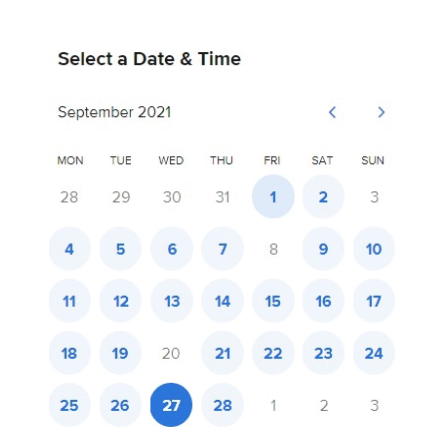 Select a Date & Time
September 2021
MON TUE WED THU FRI SAT SUN
28 29 30 31 1 2 3
4 5 6 7 8 9 10
11 12 13 14 15 16 17
18 19 20 21 22 23 24
25 26 27 28 1 2 3